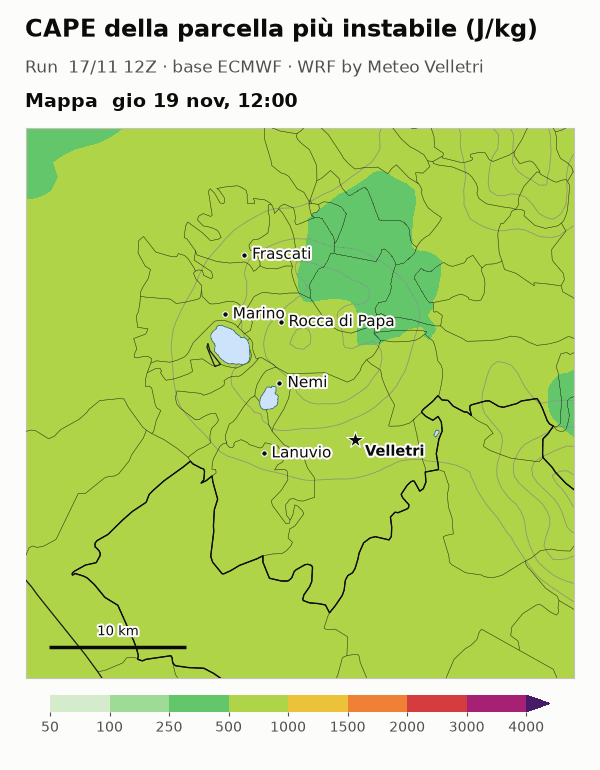 CAPE della parcella più instabile (J/kg)
Run  17/11 12Z · base ECMWF · WRF by Meteo Velletri
Mappa  gio 19 nov, 12:00
Frascati
Marino
Rocca di Papa
Nemi
Velletri
Lanuvio
10 km
50 100 250 500 1000 1500 2000 3000 4000